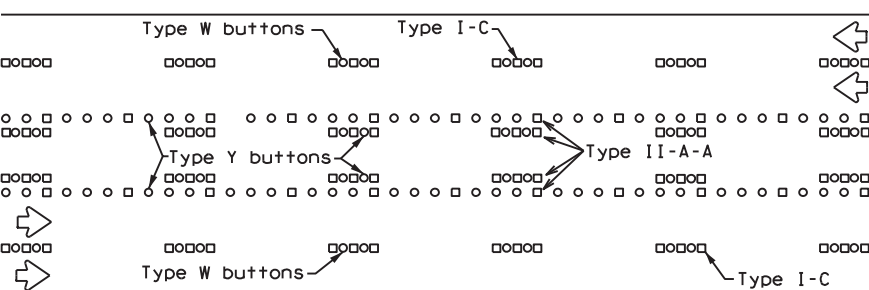 Type W buttons
Type I-C
Type Y buttons
Type II-A-A
Type W buttons
Type I-C